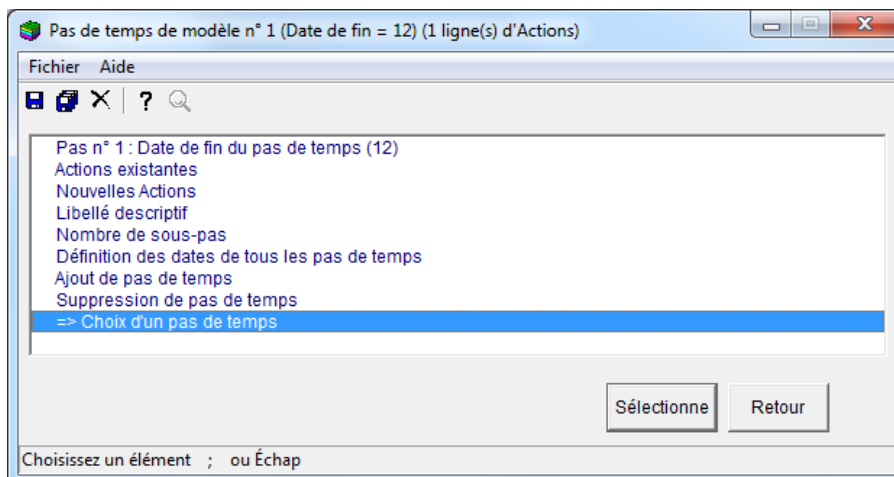 Pas de temps de modèle n° 1 (Date de fin = 12) (1 ligne(s) d'Actions)
Fichier Aide
Pas n° 1 : Date de fin du pas de temps (12)
Actions existantes
Nouvelles Actions
Libellé descriptif
Nombre de sous-pas
Définition des dates de tous les pas de temps
Ajout de pas de temps
Suppression de pas de temps
=> Choix d'un pas de temps
Sélectionne Retour
Choisissez un élément ; ou Échap